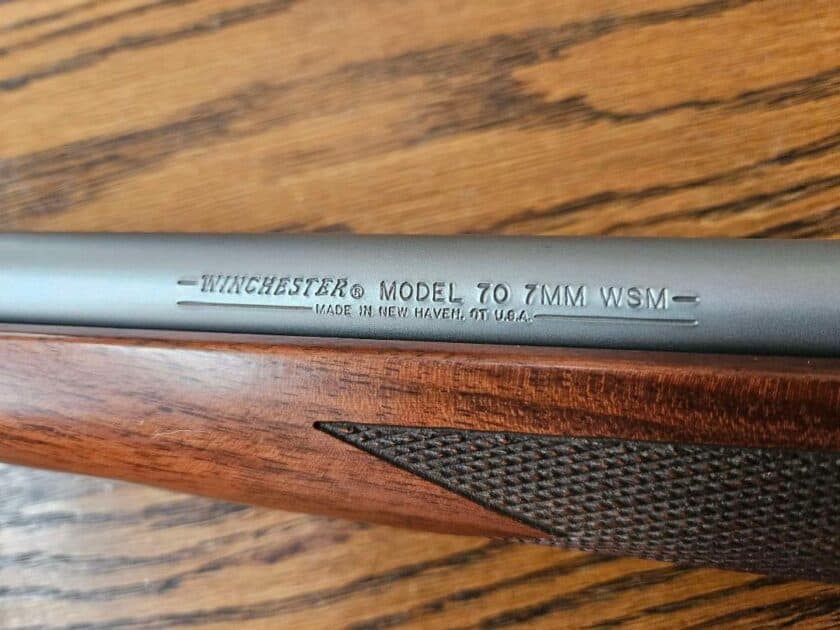 WINCHESTER® MODEL 70 7MM WSM
MADE IN NEW HAVEN, CT U.S.A.